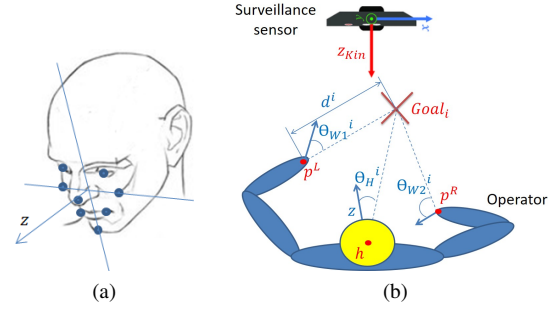 Surveillance
sensor
y
x
z_Kin
d^i
Goal_i
Θ_W1^i
p^L
Θ_H^i
Θ_W2^i
p^R
Operator
z
h
z
(a)
(b)